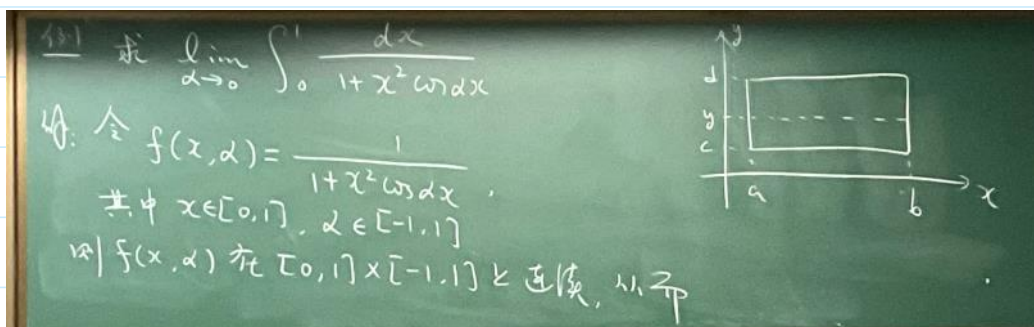 例1 求 lim_{α→0} ∫_0^1 dx/(1+x²cosαx)
解: 令 f(x,α)= 1/(1+x²cosαx) ,
其中 x∈[0,1], α∈[-1,1]
则 f(x,α) 在 [0,1]×[-1,1] 上 连续, 从而
y
d
y
c
a
b
x